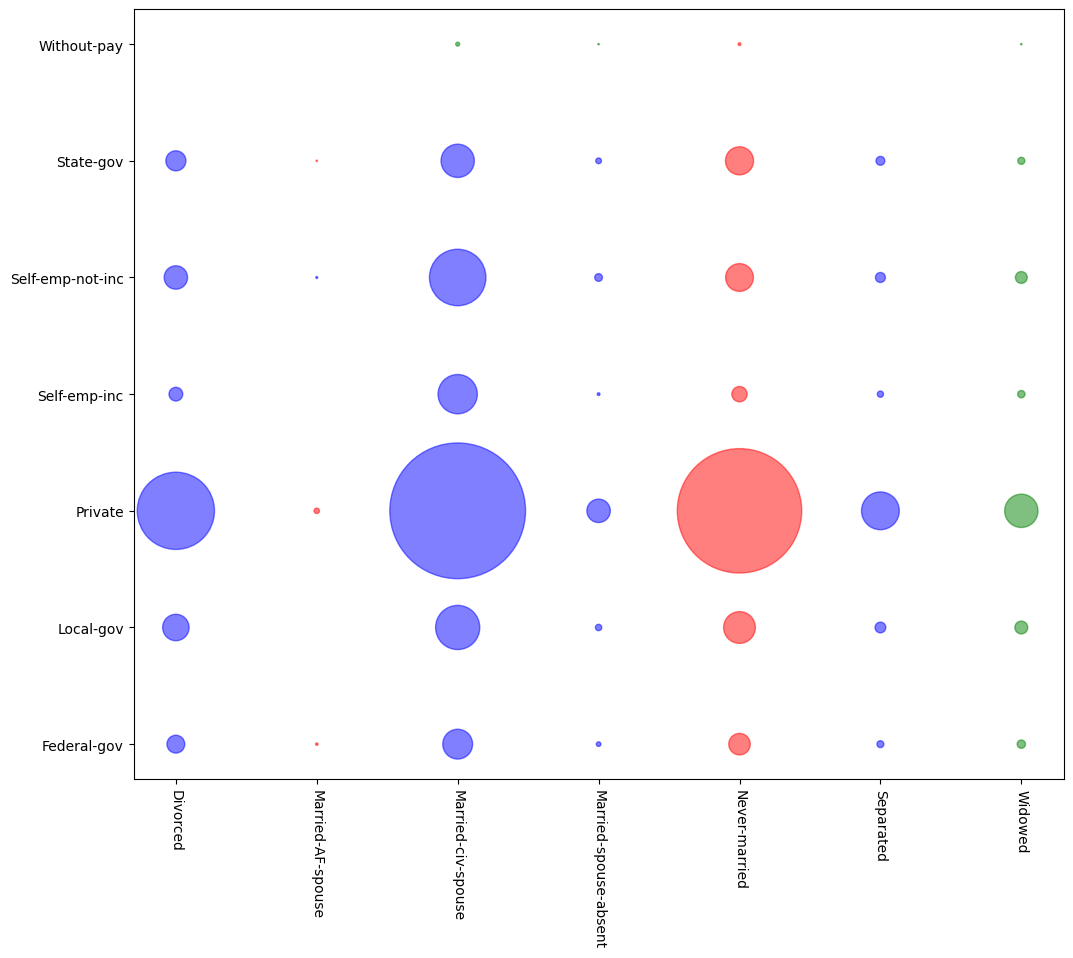 Without-pay
State-gov
Self-emp-not-inc
Self-emp-inc
Private
Local-gov
Federal-gov
Divorced
Married-AF-spouse
Married-civ-spouse
Married-spouse-absent
Never-married
Separated
Widowed